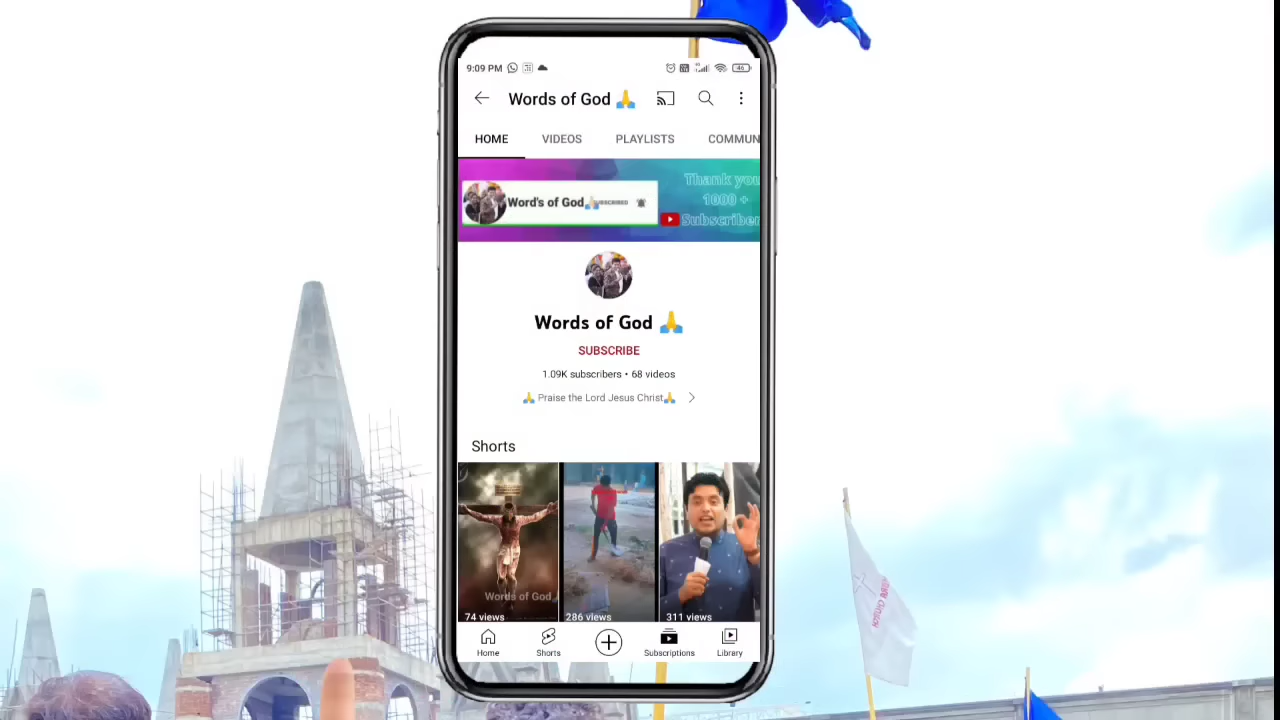 9:09 PM
46
Words of God 🙏
HOME VIDEOS PLAYLISTS COMMUN
Word's of God🙏 SUBSCRIBED
Thank you
1000 +
Subscriber
Words of God 🙏
SUBSCRIBE
1.09K subscribers • 68 videos
🙏 Praise the Lord Jesus Christ🙏
Shorts
Words of God
74 views 286 views 311 views
Home Shorts Subscriptions Library